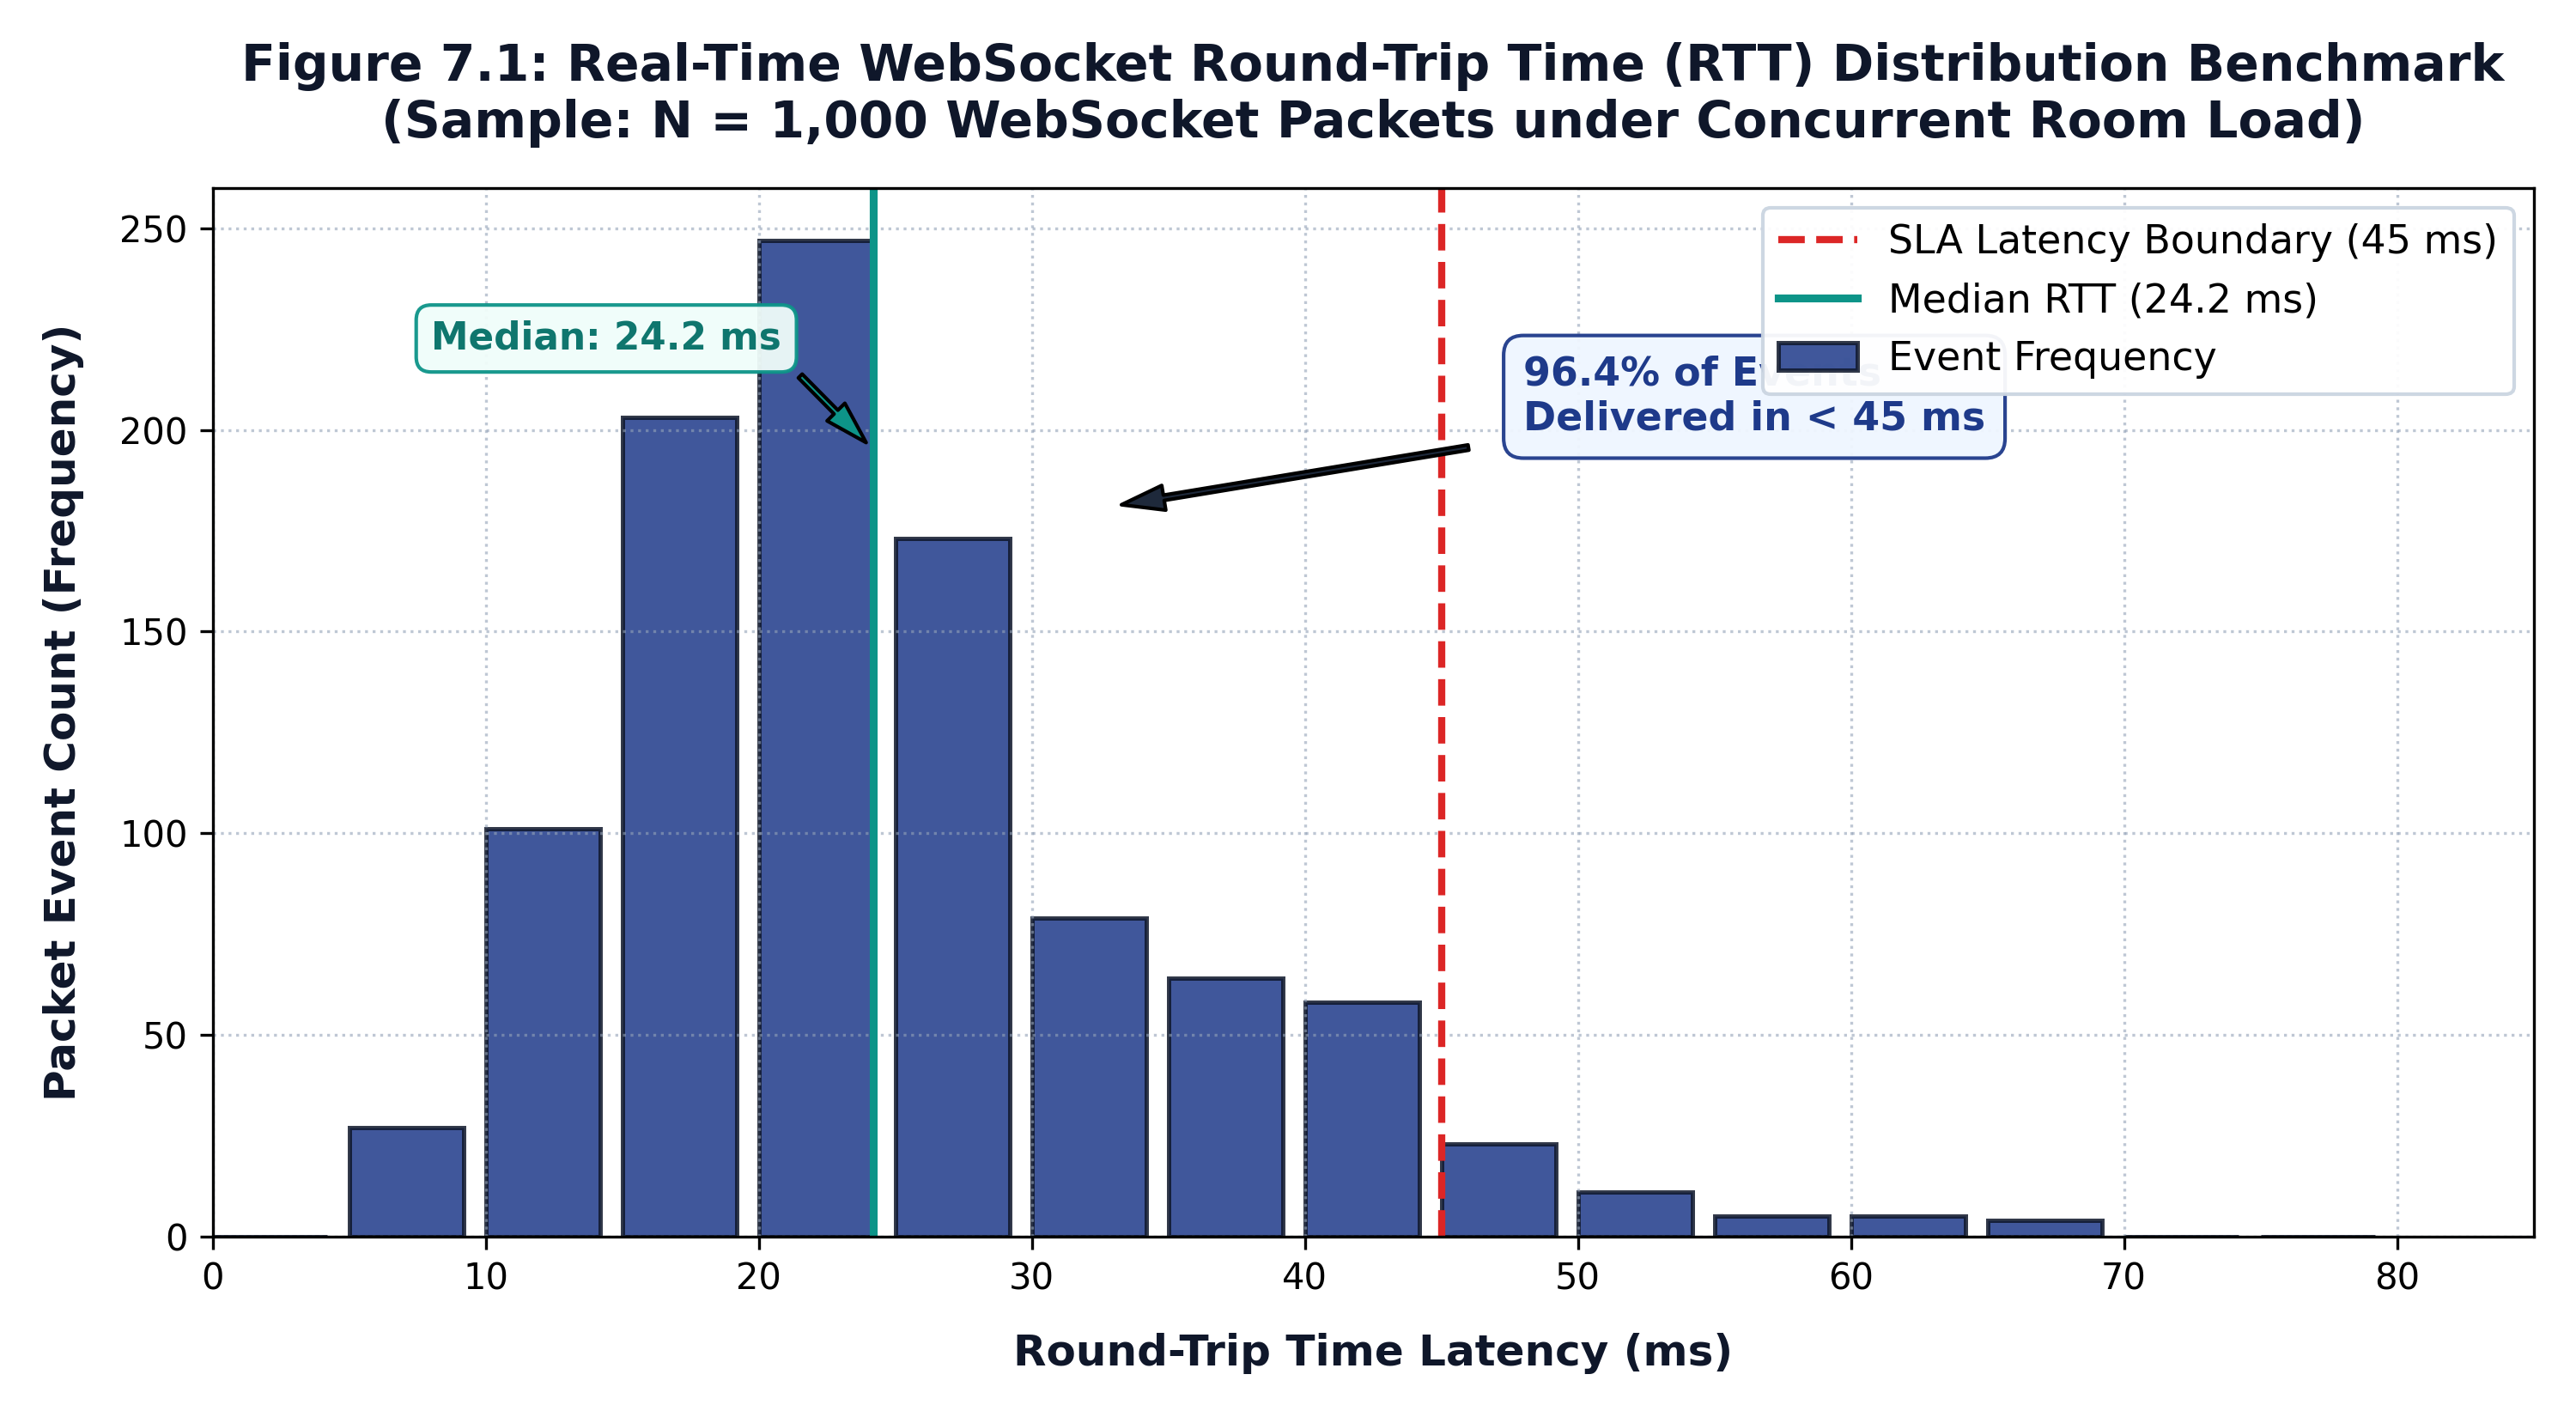 Figure 7.1: Real-Time WebSocket Round-Trip Time (RTT) Distribution Benchmark
(Sample: N = 1,000 WebSocket Packets under Concurrent Room Load)
Packet Event Count (Frequency)
250
200
150
100
50
0
Median: 24.2 ms
96.4% of Events
Delivered in < 45 ms
SLA Latency Boundary (45 ms)
Median RTT (24.2 ms)
Event Frequency
0 10 20 30 40 50 60 70 80
Round-Trip Time Latency (ms)